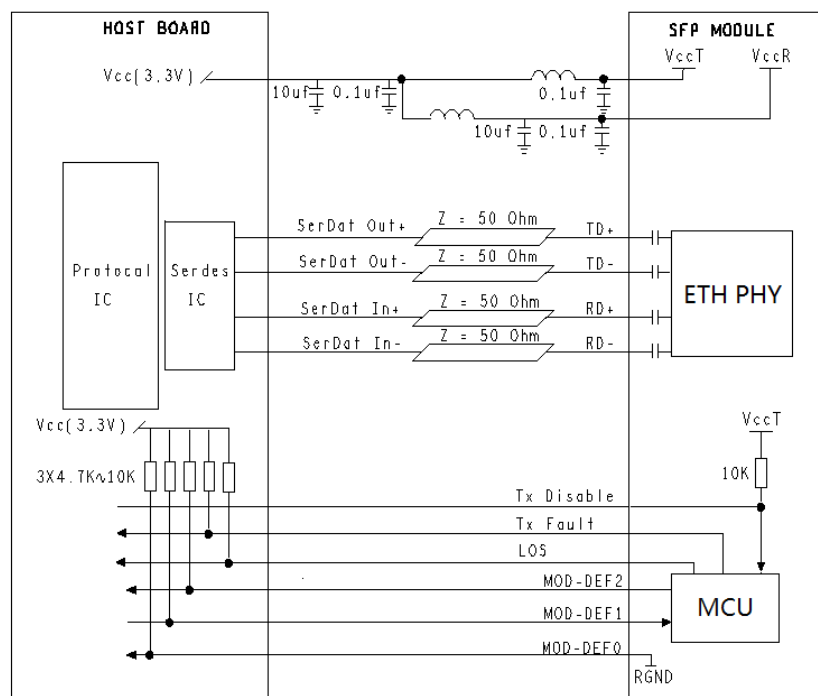 HOST BOARD
SFP MODULE
VccT
VccR
Vcc(3.3V)
10uf
0.1uf
0.1uf
10uf
0.1uf
SerDat Out+
Z = 50 Ohm
TD+
SerDat Out-
Z = 50 Ohm
TD-
Protocal
IC
Serdes
IC
ETH PHY
SerDat In+
Z = 50 Ohm
RD+
SerDat In-
Z = 50 Ohm
RD-
Vcc(3.3V)
VccT
3X4.7K~10K
10K
Tx Disable
Tx Fault
LOS
MOD-DEF2
MCU
MOD-DEF1
MOD-DEF0
RGND